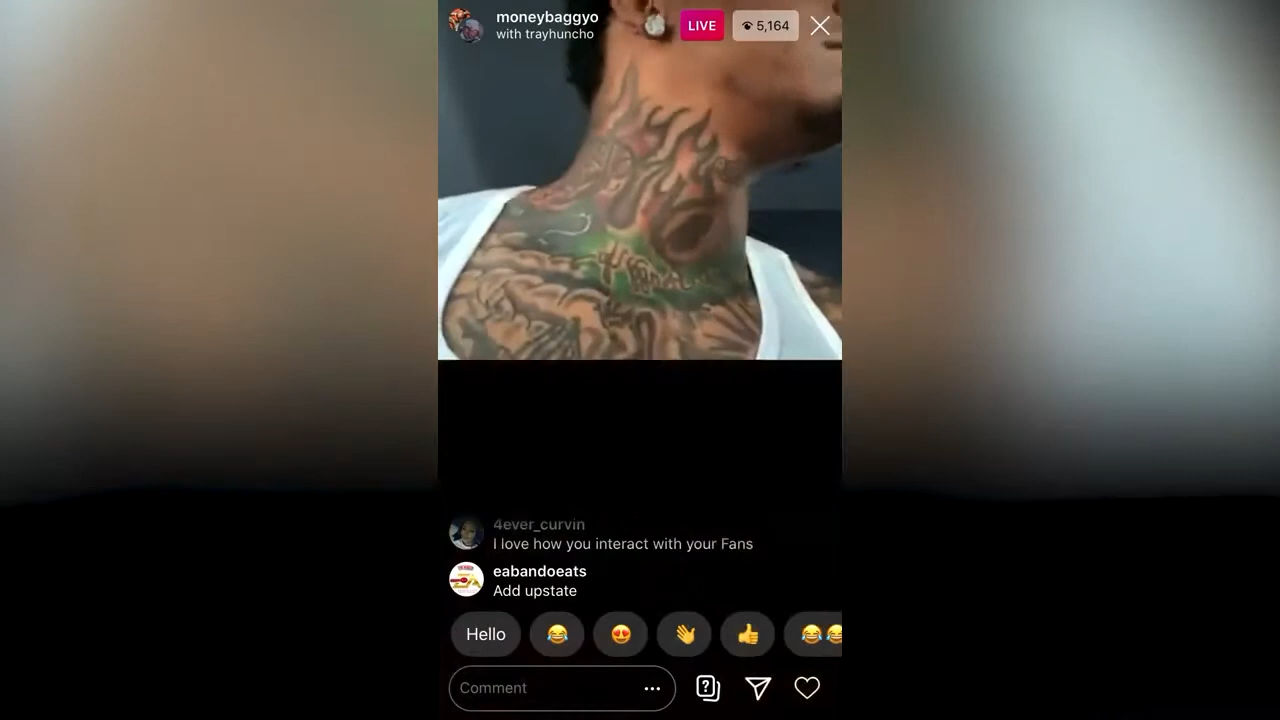 moneybaggyo
with trayhuncho
LIVE
5,164
4ever_curvin
I love how you interact with your Fans
eabandoeats
Add upstate
Hello
Comment